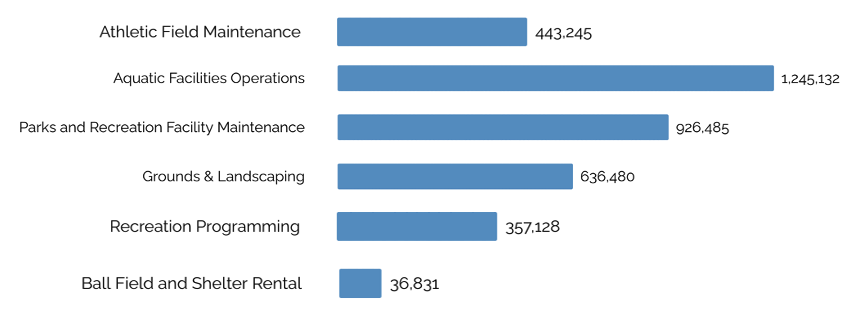 Athletic Field Maintenance 443,245
Aquatic Facilities Operations 1,245,132
Parks and Recreation Facility Maintenance 926,485
Grounds & Landscaping 636,480
Recreation Programming 357,128
Ball Field and Shelter Rental 36,831